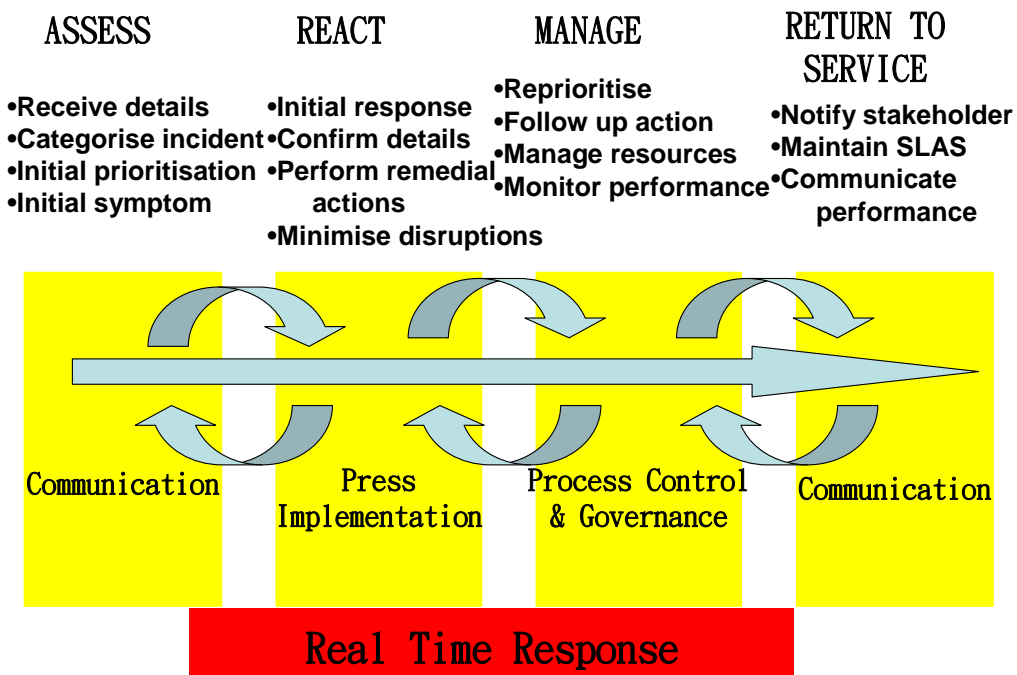 ASSESS
•Receive details
•Categorise incident
•Initial prioritisation
•Initial symptom
REACT
•Initial response
•Confirm details
•Perform remedial
actions
•Minimise disruptions
MANAGE
•Reprioritise
•Follow up action
•Manage resources
•Monitor performance
RETURN TO
SERVICE
•Notify stakeholder
•Maintain SLAS
•Communicate
performance
Communication
Press
Implementation
Process Control
& Governance
Communication
Real Time Response